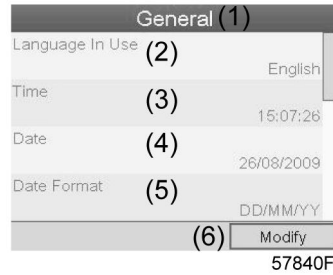 General (1)
Language In Use (2)
English
Time (3)
15:07:26
Date (4)
26/08/2009
Date Format (5)
DD/MM/YY
(6) Modify
57840F